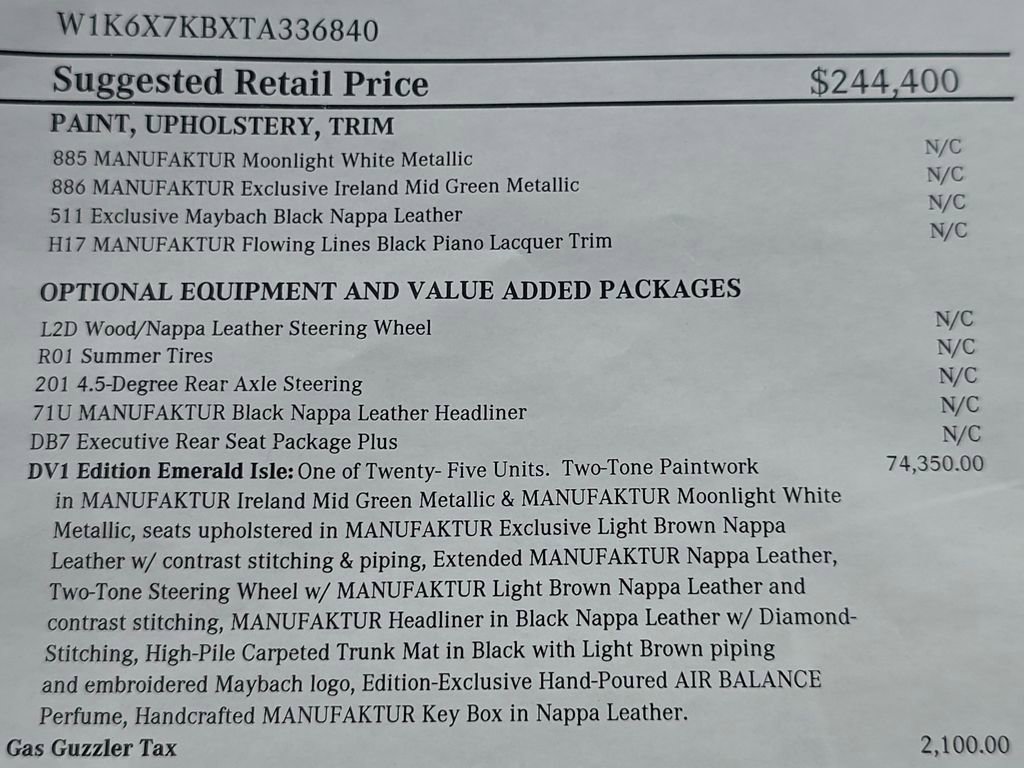 W1K6X7KBXTA336840
Suggested Retail Price $244,400
PAINT, UPHOLSTERY, TRIM
885 MANUFAKTUR Moonlight White Metallic N/C
886 MANUFAKTUR Exclusive Ireland Mid Green Metallic N/C
511 Exclusive Maybach Black Nappa Leather N/C
H17 MANUFAKTUR Flowing Lines Black Piano Lacquer Trim N/C
OPTIONAL EQUIPMENT AND VALUE ADDED PACKAGES
L2D Wood/Nappa Leather Steering Wheel N/C
R01 Summer Tires N/C
201 4.5-Degree Rear Axle Steering N/C
71U MANUFAKTUR Black Nappa Leather Headliner N/C
DB7 Executive Rear Seat Package Plus N/C
DV1 Edition Emerald Isle: One of Twenty- Five Units. Two-Tone Paintwork 74,350.00
in MANUFAKTUR Ireland Mid Green Metallic & MANUFAKTUR Moonlight White
Metallic, seats upholstered in MANUFAKTUR Exclusive Light Brown Nappa
Leather w/ contrast stitching & piping, Extended MANUFAKTUR Nappa Leather,
Two-Tone Steering Wheel w/ MANUFAKTUR Light Brown Nappa Leather and
contrast stitching, MANUFAKTUR Headliner in Black Nappa Leather w/ Diamond-
Stitching, High-Pile Carpeted Trunk Mat in Black with Light Brown piping
and embroidered Maybach logo, Edition-Exclusive Hand-Poured AIR BALANCE
Perfume, Handcrafted MANUFAKTUR Key Box in Nappa Leather.
Gas Guzzler Tax 2,100.00